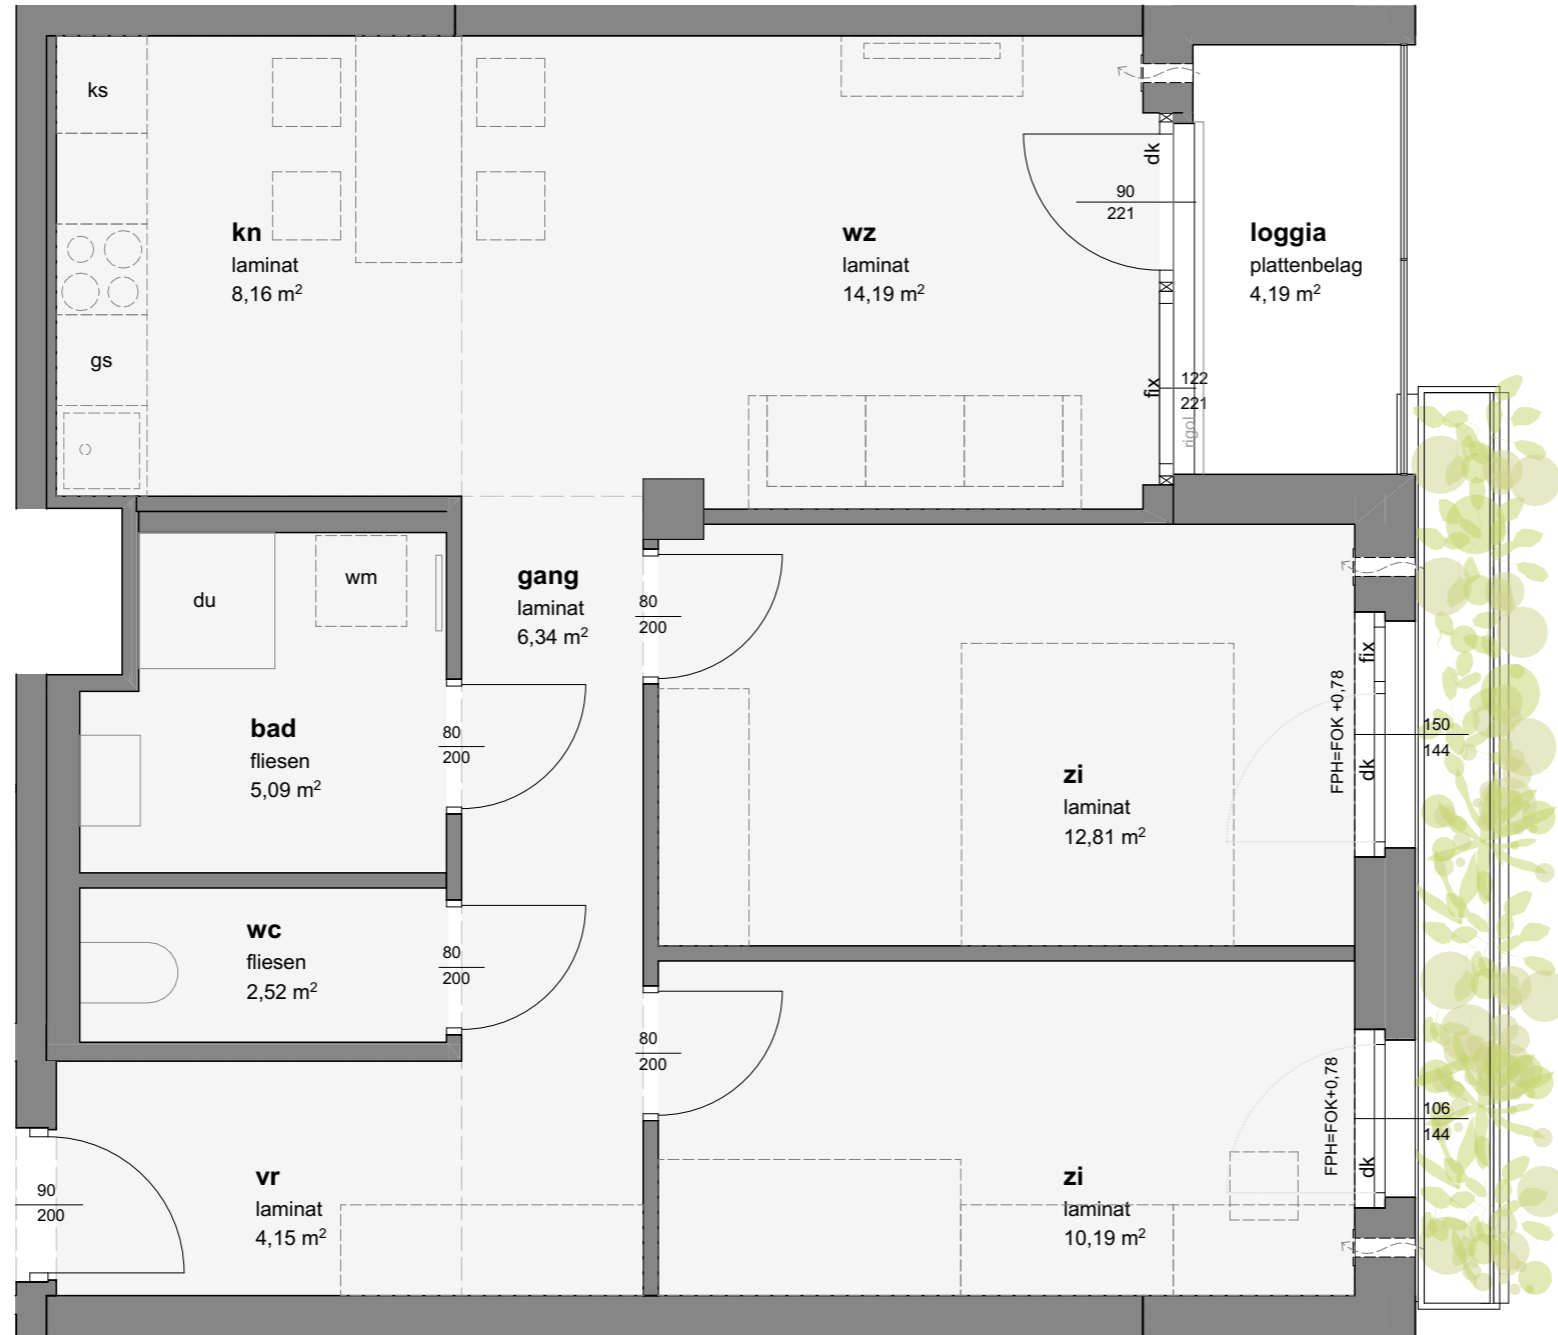 ks
kn
laminat
8,16 m²
gs
wz
laminat
14,19 m²
dk
90
221
fix
122
221
rigol
loggia
plattenbelag
4,19 m²
du
wm
gang
laminat
6,34 m²
80
200
bad
fliesen
5,09 m²
80
200
zi
laminat
12,81 m²
FPH=FOK +0,78
fix
dk
150
144
wc
fliesen
2,52 m²
80
200
80
200
vr
laminat
4,15 m²
90
200
zi
laminat
10,19 m²
FPH=FOK+0,78
dk
106
144